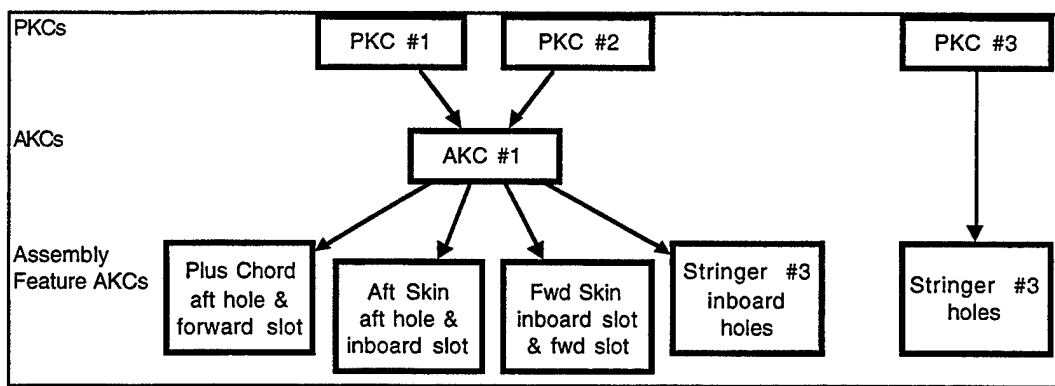 PKCs
PKC #1
PKC #2
PKC #3
AKCs
AKC #1
Assembly
Feature AKCs
Plus Chord
aft hole &
forward slot
Aft Skin
aft hole &
inboard slot
Fwd Skin
inboard slot
& fwd slot
Stringer #3
inboard
holes
Stringer #3
holes